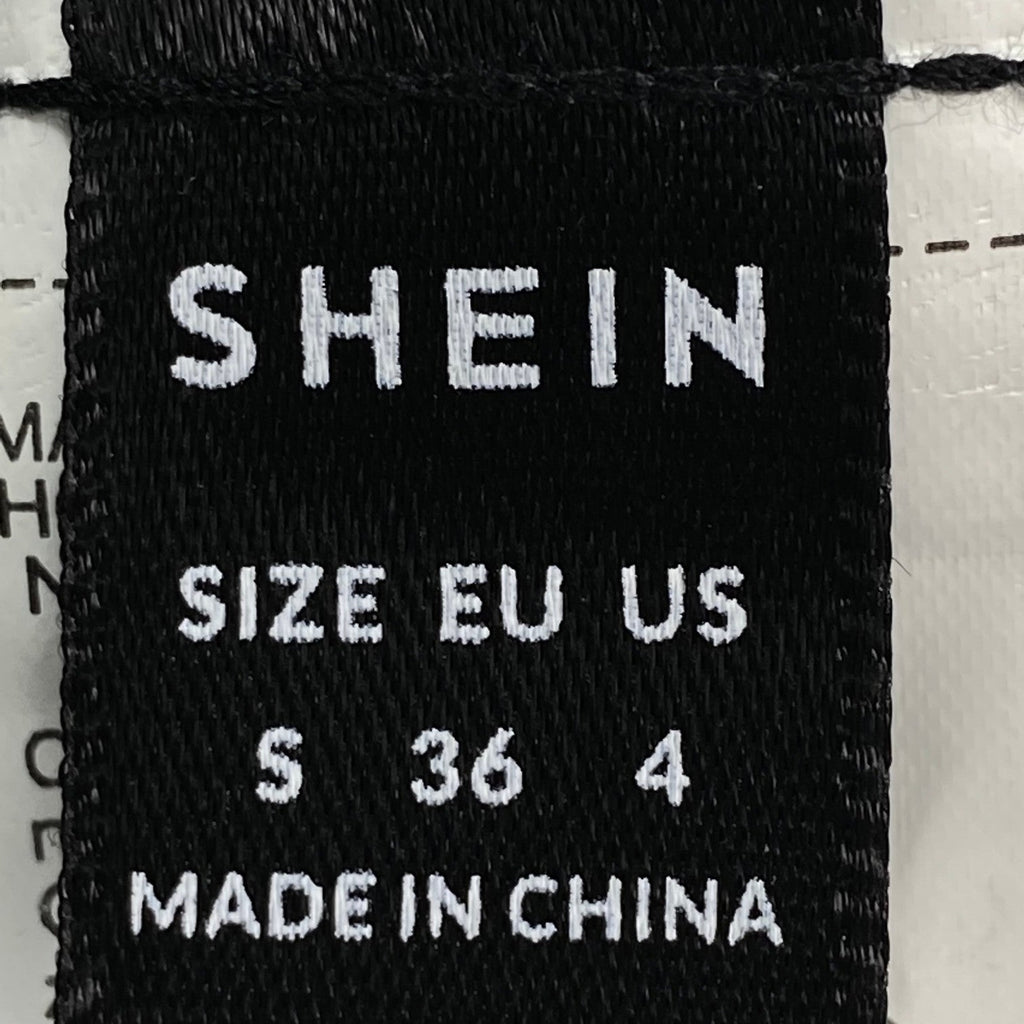 SHEIN
SIZE EU US
S 36 4
MADE IN CHINA